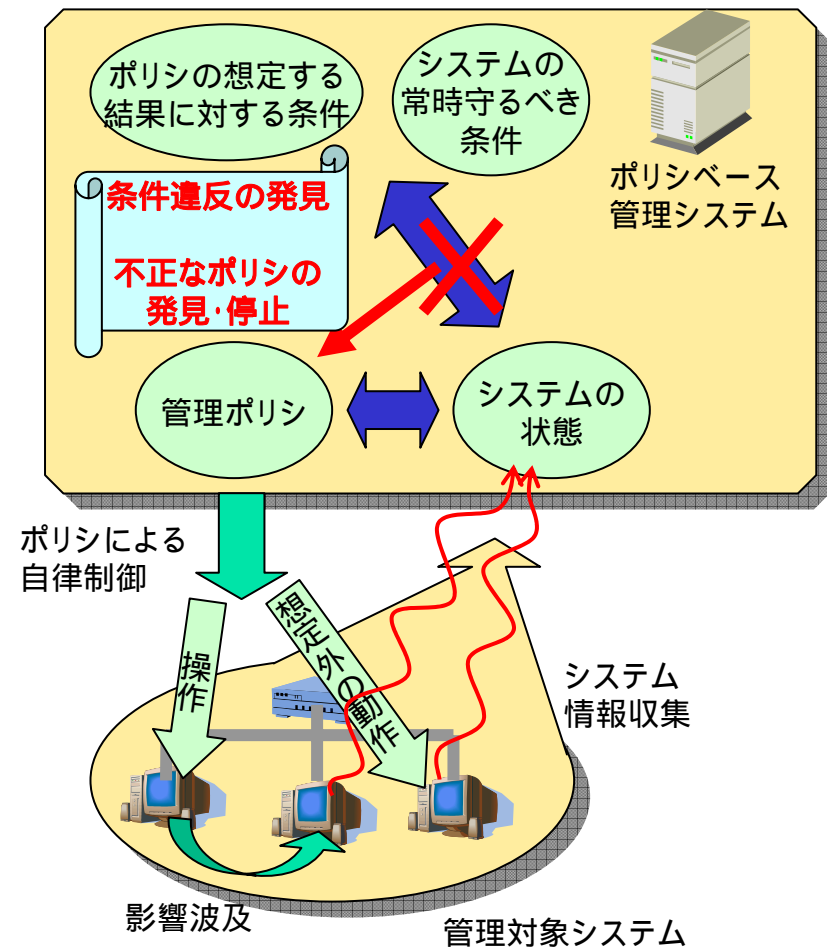 ポリシの想定する
結果に対する条件
システムの
常時守るべき
条件
ポリシベース
管理システム
条件違反の発見
不正なポリシの
発見・停止
管理ポリシ
システムの
状態
ポリシによる
自律制御
操作
想定外の動作
システム
情報収集
影響波及
管理対象システム